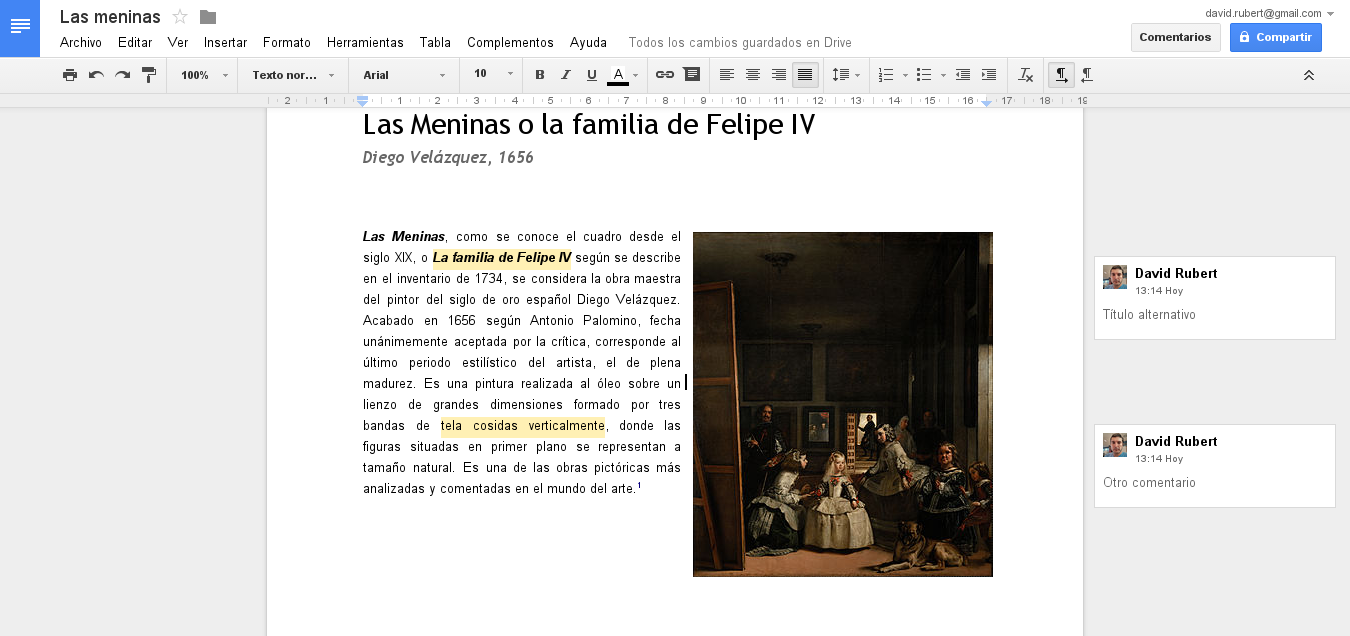 Las meninas
david.rubert@gmail.com
Archivo Editar Ver Insertar Formato Herramientas Tabla Complementos Ayuda Todos los cambios guardados en Drive
Comentarios Compartir
100% Texto nor... Arial 10 B I U A
2 1 1 2 3 4 5 6 7 8 9 10 11 12 13 14 15 16 17 18 19
Las Meninas o la familia de Felipe IV
Diego Velázquez, 1656
Las Meninas, como se conoce el cuadro desde el
siglo XIX, o La familia de Felipe IV según se describe
en el inventario de 1734, se considera la obra maestra
del pintor del siglo de oro español Diego Velázquez.
Acabado en 1656 según Antonio Palomino, fecha
unánimemente aceptada por la crítica, corresponde al
último periodo estilístico del artista, el de plena
madurez. Es una pintura realizada al óleo sobre un
lienzo de grandes dimensiones formado por tres
bandas de tela cosidas verticalmente, donde las
figuras situadas en primer plano se representan a
tamaño natural. Es una de las obras pictóricas más
analizadas y comentadas en el mundo del arte.¹
David Rubert
13:14 Hoy
Título alternativo
David Rubert
13:14 Hoy
Otro comentario